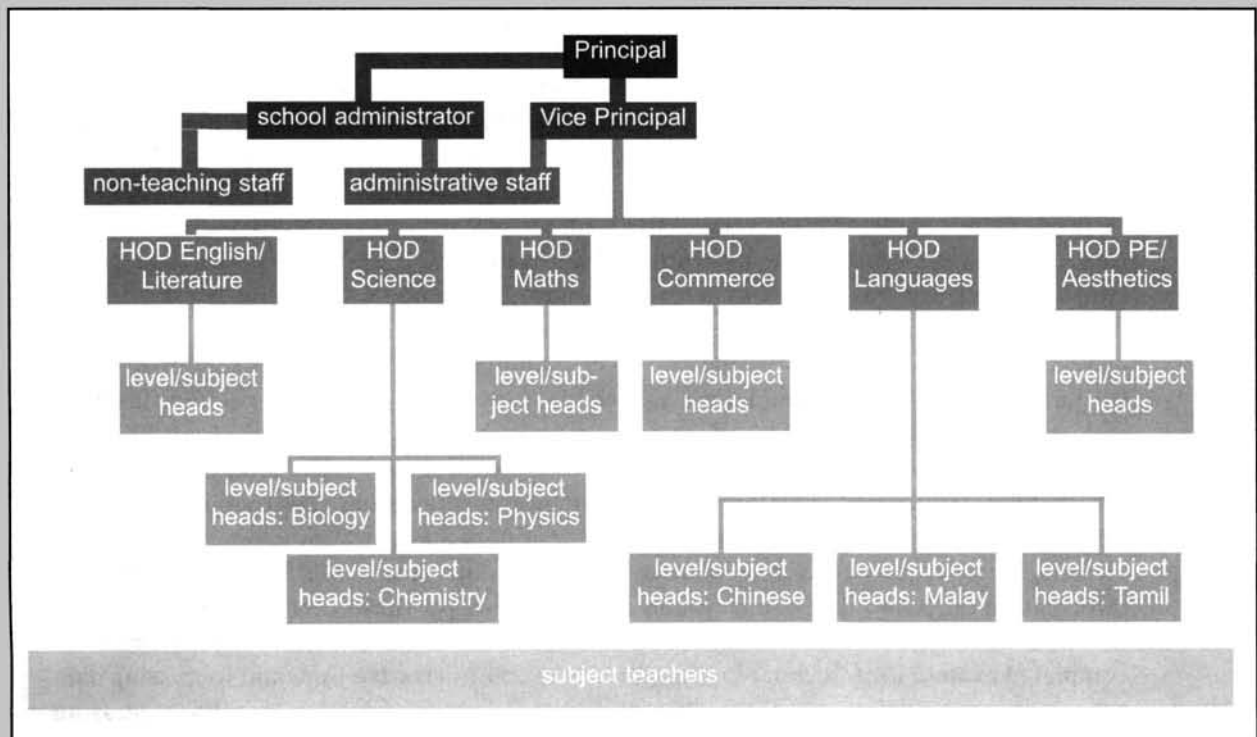 Principal
school administrator
Vice Principal
non-teaching staff
administrative staff
HOD English/
Literature
HOD
Science
HOD
Maths
HOD
Commerce
HOD
Languages
HOD PE/
Aesthetics
level/subject
heads
level/sub-
ject heads
level/subject
heads
level/subject
heads
level/subject
heads: Biology
level/subject
heads: Physics
level/subject
heads: Chemistry
level/subject
heads: Chinese
level/subject
heads: Malay
level/subject
heads: Tamil
subject teachers